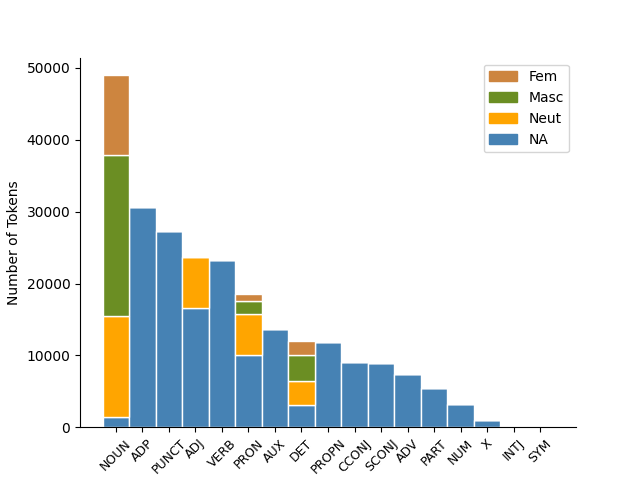 Number of Tokens
50000
40000
30000
20000
10000
0
Fem
Masc
Neut
NA
NOUN
ADP
PUNCT
ADJ
VERB
PRON
AUX
DET
PROPN
CCONJ
SCONJ
ADV
PART
NUM
X
INTJ
SYM